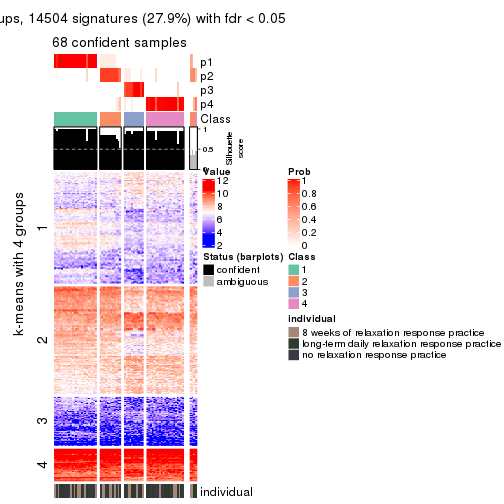 ups, 14504 signatures (27.9%) with fdr < 0.05
68 confident samples
p1
p2
p3
p4
Class
1
0.5
0
Silhouette
score
k-means with 4 groups
1
2
3
4
individual
Value
12
10
8
6
4
2
Prob
1
0.8
0.6
0.4
0.2
0
Status (barplots)
confident
ambiguous
Class
1
2
3
4
individual
8 weeks of relaxation response practice
long-term daily relaxation response practice
no relaxation response practice